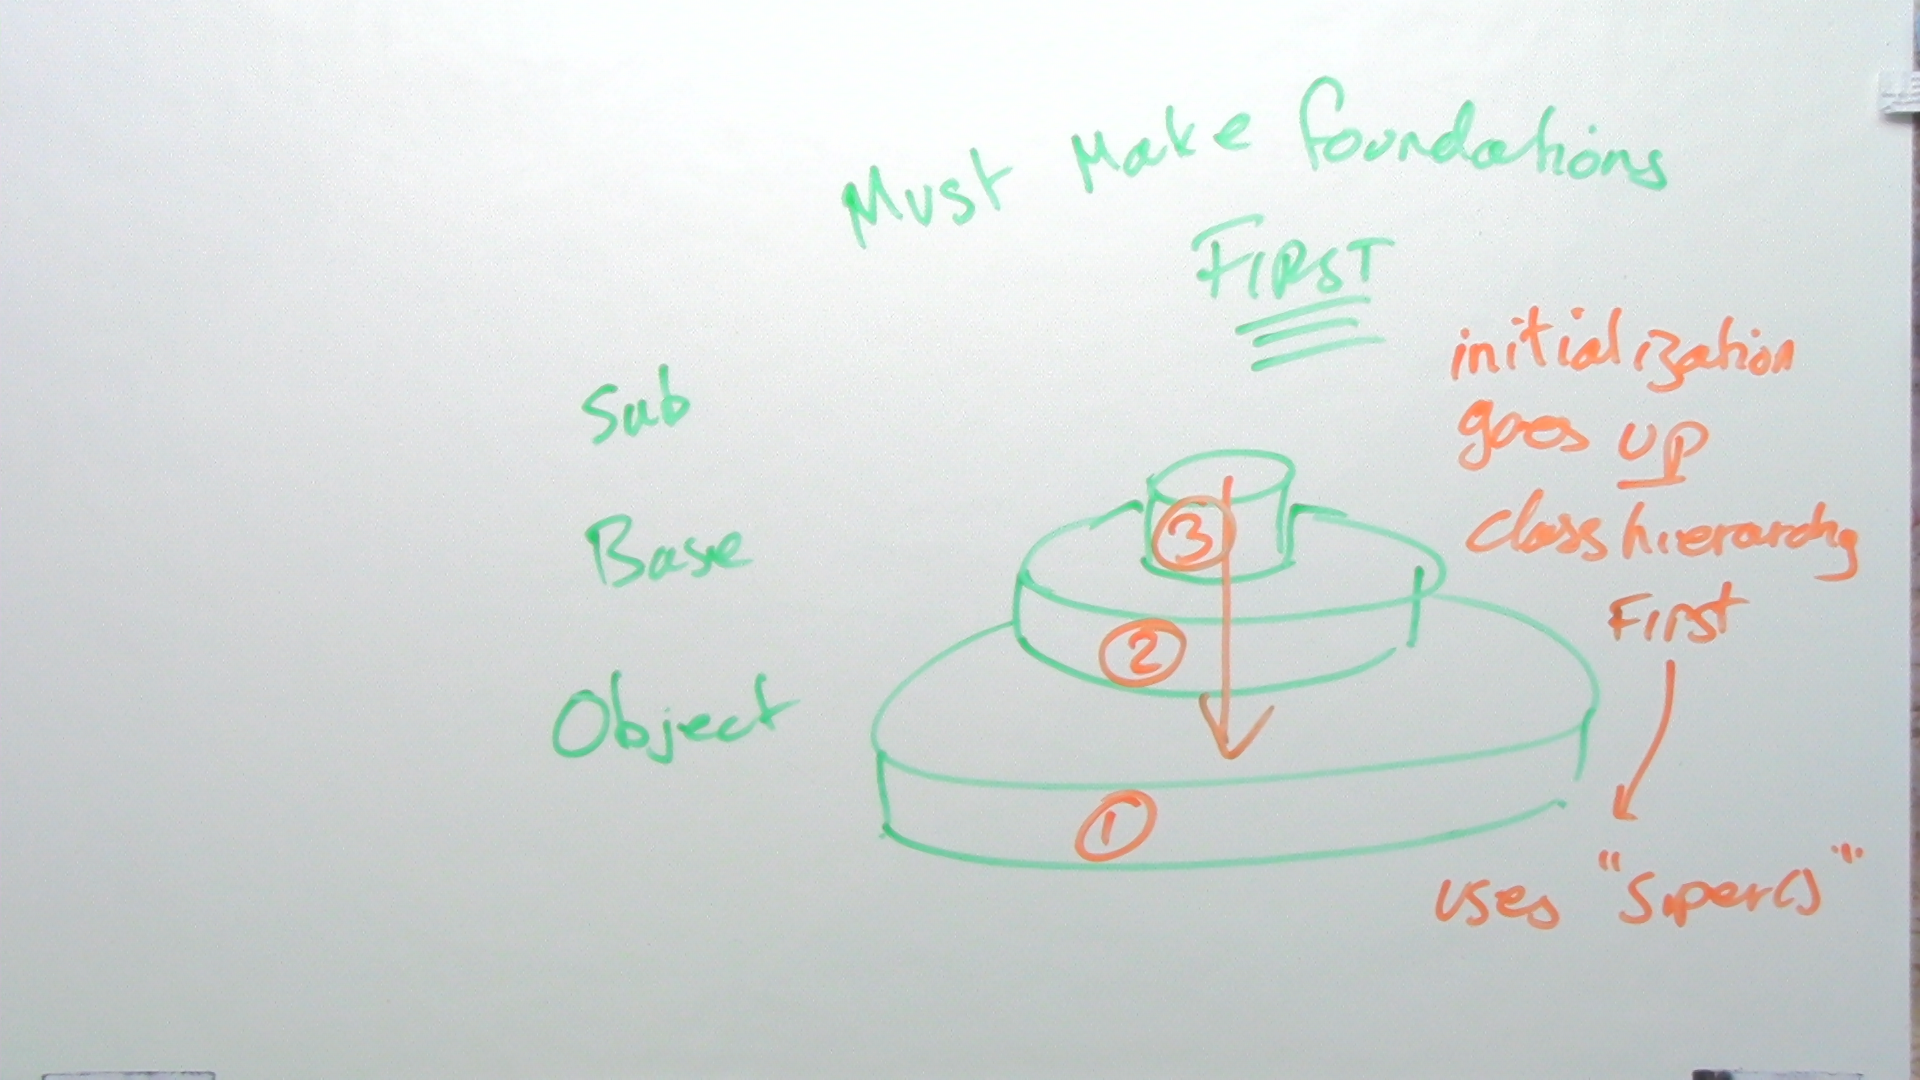 Must Make foundations
FIRST
initialization
goes UP
class hierarchy
First
Sub
Base
Object
3
2
1
uses "super()"